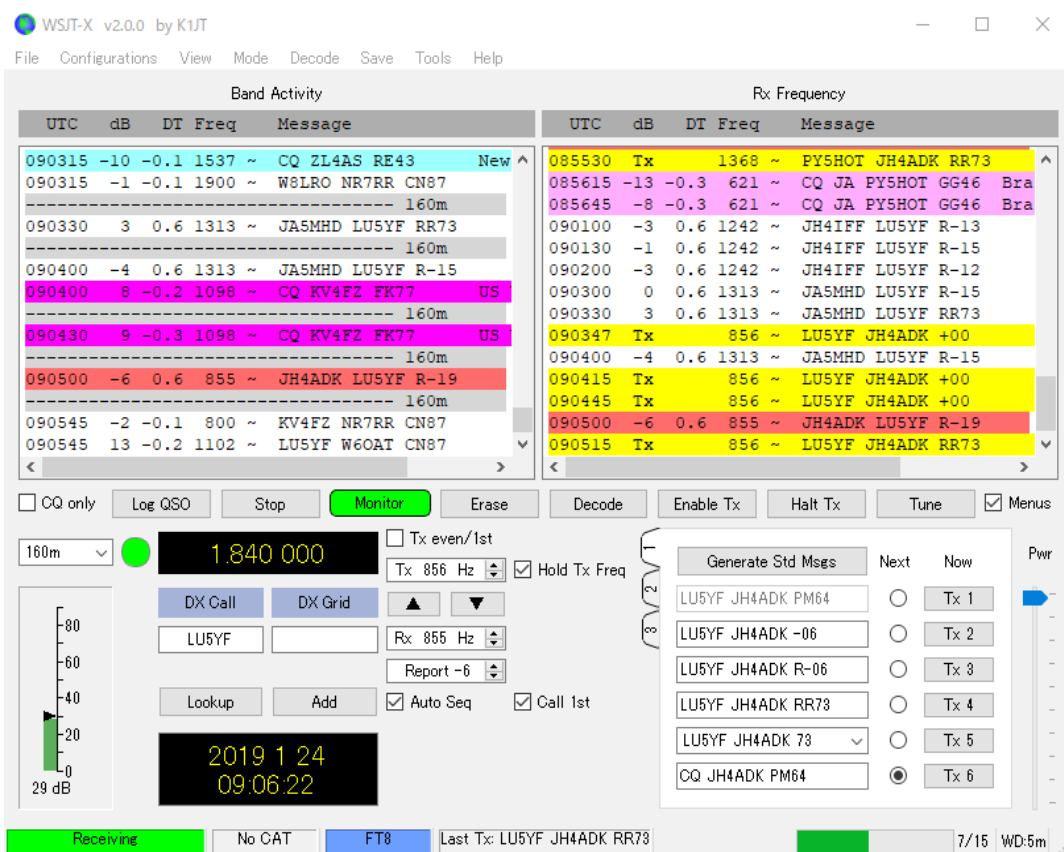 WSJT-X v2.0.0 by K1JT
File Configurations View Mode Decode Save Tools Help
Band Activity
UTC dB DT Freq Message
090315 -10 -0.1 1537 ~ CQ ZL4AS RE43 New
090315 -1 -0.1 1900 ~ W8LRO NR7RR CN87
------------------------------------ 160m
090330 3 0.6 1313 ~ JA5MHD LU5YF RR73
------------------------------------ 160m
090400 -4 0.6 1313 ~ JA5MHD LU5YF R-15
090400 8 -0.2 1098 ~ CQ KV4FZ FK77 US
------------------------------------ 160m
090430 9 -0.3 1098 ~ CQ KV4FZ FK77 US
------------------------------------ 160m
090500 -6 0.6 855 ~ JH4ADK LU5YF R-19
------------------------------------ 160m
090545 -2 -0.1 800 ~ KV4FZ NR7RR CN87
090545 13 -0.2 1102 ~ LU5YF W6OAT CN87
Rx Frequency
UTC dB DT Freq Message
085530 Tx 1368 ~ PY5HOT JH4ADK RR73
085615 -13 -0.3 621 ~ CQ JA PY5HOT GG46 Bra
085645 -8 -0.3 621 ~ CQ JA PY5HOT GG46 Bra
090100 -3 0.6 1242 ~ JH4IFF LU5YF R-13
090130 -1 0.6 1242 ~ JH4IFF LU5YF R-15
090200 -3 0.6 1242 ~ JH4IFF LU5YF R-12
090300 0 0.6 1313 ~ JA5MHD LU5YF R-15
090330 3 0.6 1313 ~ JA5MHD LU5YF RR73
090347 Tx 856 ~ LU5YF JH4ADK +00
090400 -4 0.6 1313 ~ JA5MHD LU5YF R-15
090415 Tx 856 ~ LU5YF JH4ADK +00
090445 Tx 856 ~ LU5YF JH4ADK +00
090500 -6 0.6 855 ~ JH4ADK LU5YF R-19
090515 Tx 856 ~ LU5YF JH4ADK RR73
CQ only Log QSO Stop Monitor Erase Decode Enable Tx Halt Tx Tune Menus
160m
1.840 000
Tx even/1st
Tx 856 Hz
Hold Tx Freq
DX Call DX Grid
LU5YF
Rx 855 Hz
Report -6
Lookup Add
Auto Seq
Call 1st
2019 1 24
09:06:22
-80
-60
-40
-20
-0
29 dB
1
2
3
Generate Std Msgs Next Now
LU5YF JH4ADK PM64 Tx 1
LU5YF JH4ADK -06 Tx 2
LU5YF JH4ADK R-06 Tx 3
LU5YF JH4ADK RR73 Tx 4
LU5YF JH4ADK 73 Tx 5
CQ JH4ADK PM64 Tx 6
Pwr
Receiving No CAT FT8 Last Tx: LU5YF JH4ADK RR73 7/15 WD:5m